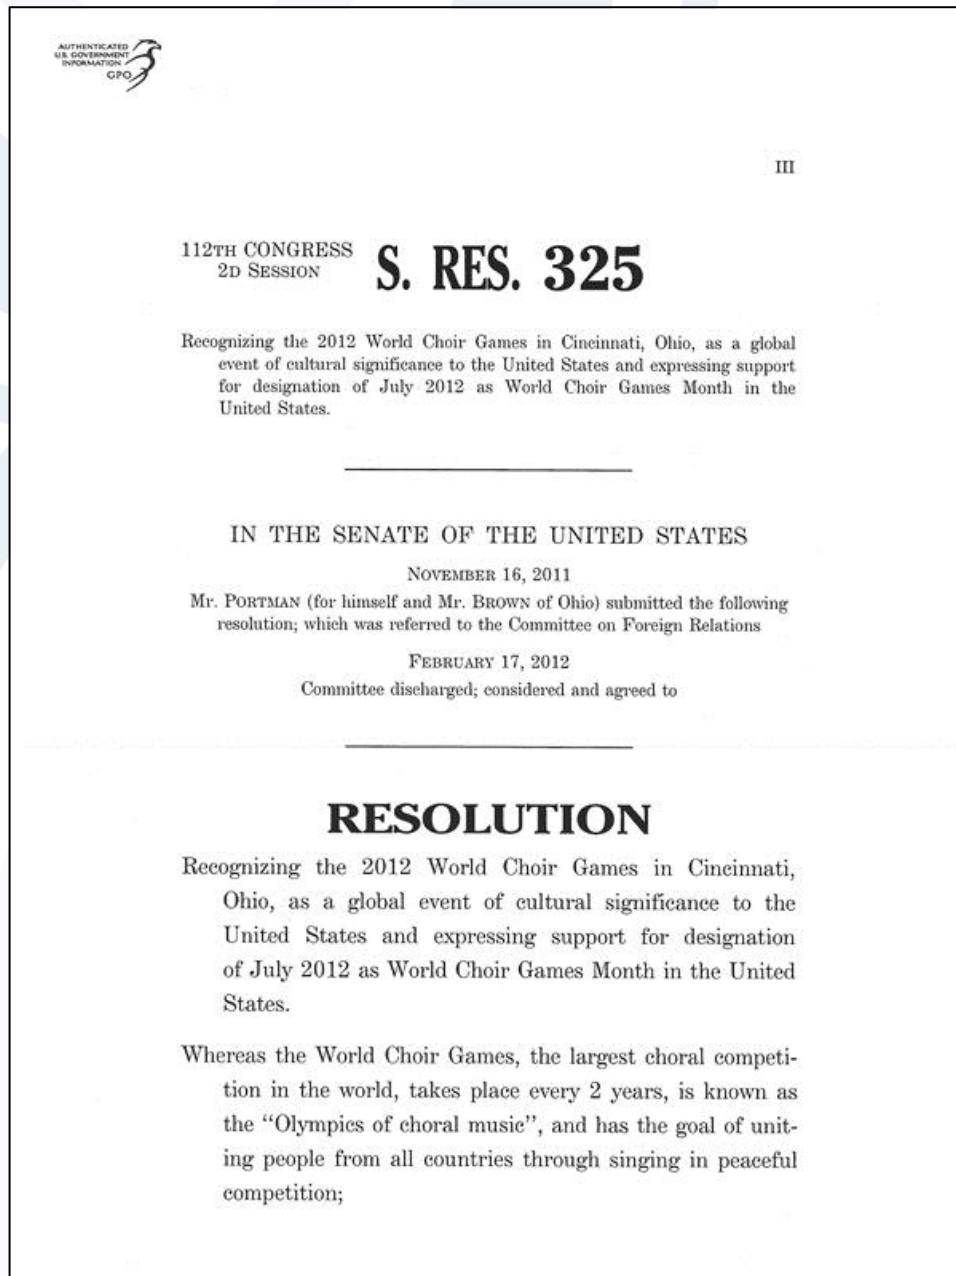 AUTHENTICATED
U.S. GOVERNMENT
INFORMATION
GPO
III
112TH CONGRESS
2D SESSION
S. RES. 325
Recognizing the 2012 World Choir Games in Cincinnati, Ohio, as a global
event of cultural significance to the United States and expressing support
for designation of July 2012 as World Choir Games Month in the
United States.
IN THE SENATE OF THE UNITED STATES
NOVEMBER 16, 2011
Mr. PORTMAN (for himself and Mr. BROWN of Ohio) submitted the following
resolution; which was referred to the Committee on Foreign Relations
FEBRUARY 17, 2012
Committee discharged; considered and agreed to
RESOLUTION
Recognizing the 2012 World Choir Games in Cincinnati,
Ohio, as a global event of cultural significance to the
United States and expressing support for designation
of July 2012 as World Choir Games Month in the United
States.
Whereas the World Choir Games, the largest choral competi-
tion in the world, takes place every 2 years, is known as
the “Olympics of choral music”, and has the goal of unit-
ing people from all countries through singing in peaceful
competition;